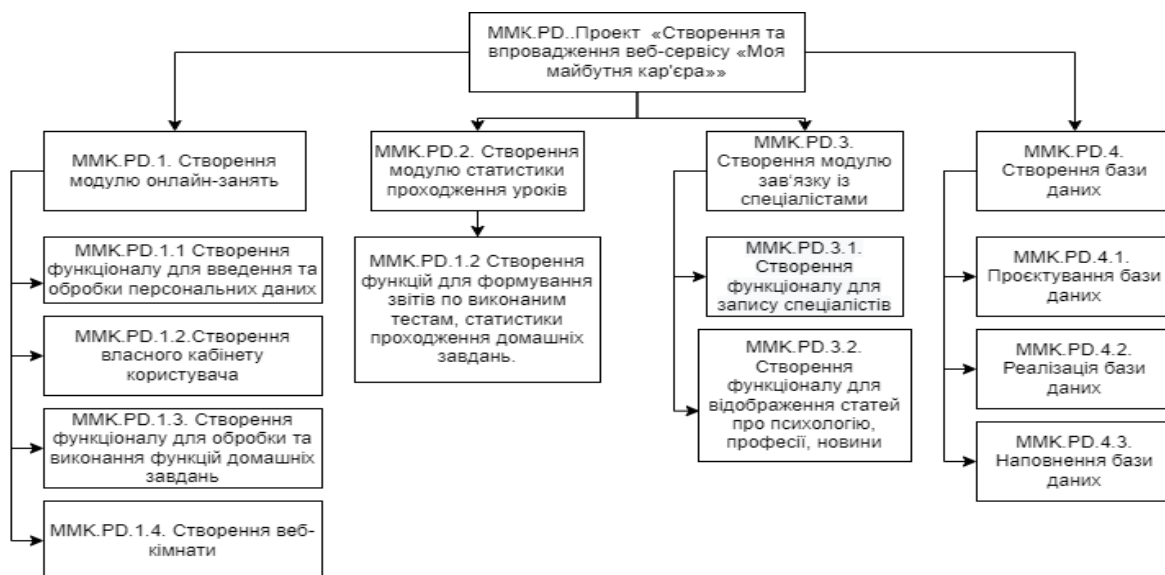 ММК.PD..Проект «Створення та
впровадження веб-сервісу «Моя
майбутня кар'єра»»
ММК.PD.1. Створення
модулю онлайн-занять
ММК.PD.1.1 Створення
функціоналу для введення та
обробки персональних даних
ММК.PD.1.2.Створення
власного кабінету
користувача
ММК.PD.1.3. Створення
функціоналу для обробки та
виконання функцій домашніх
завдань
ММК.PD.1.4. Створення веб-
кімнати
ММК.PD.2. Створення
модулю статистики
проходження уроків
ММК.PD.1.2 Створення
функцій для формування
звітів по виконаним
тестам, статистики
проходження домашніх
завдань.
ММК.PD.3.
Створення модулю
зав'язку із
спеціалістами
ММК.PD.3.1.
Створення
функціоналу для
запису спеціалістів
ММК.PD.3.2.
Створення
функціоналу для
відображення статей
про психологію,
професії, новини
ММК.PD.4.
Створення бази
даних
ММК.PD.4.1.
Проєктування бази
даних
ММК.PD.4.2.
Реалізація бази
даних
ММК.PD.4.3.
Наповнення бази
даних